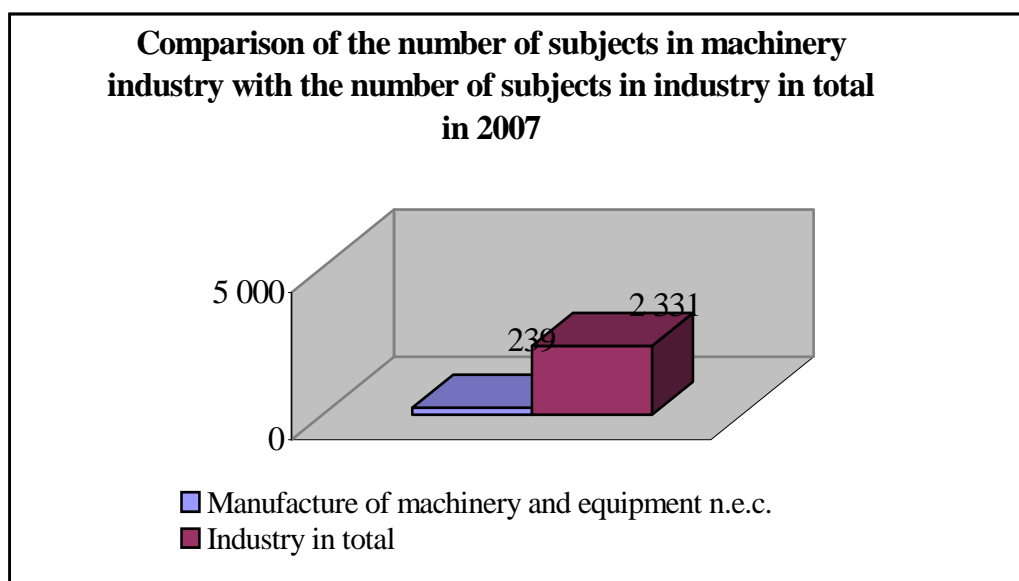 Comparison of the number of subjects in machinery
industry with the number of subjects in industry in total
in 2007
5 000
2 331
239
0
Manufacture of machinery and equipment n.e.c.
Industry in total